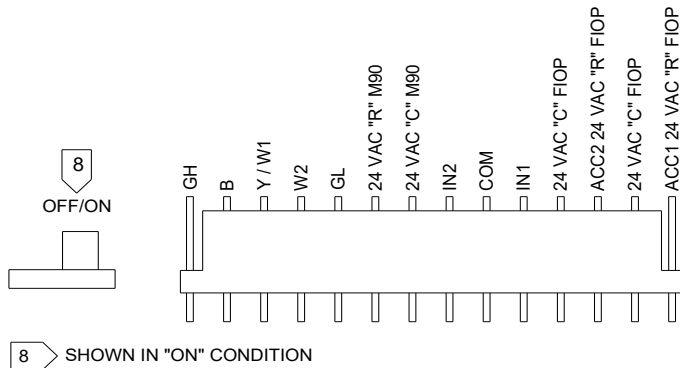 8
OFF/ON
GH
B
Y / W1
W2
GL
24 VAC "R" M90
24 VAC "C" M90
IN2
COM
IN1
24 VAC "C" FIOP
ACC2 24 VAC "R" FIOP
24 VAC "C" FIOP
ACC1 24 VAC "R" FIOP
8 SHOWN IN "ON" CONDITION